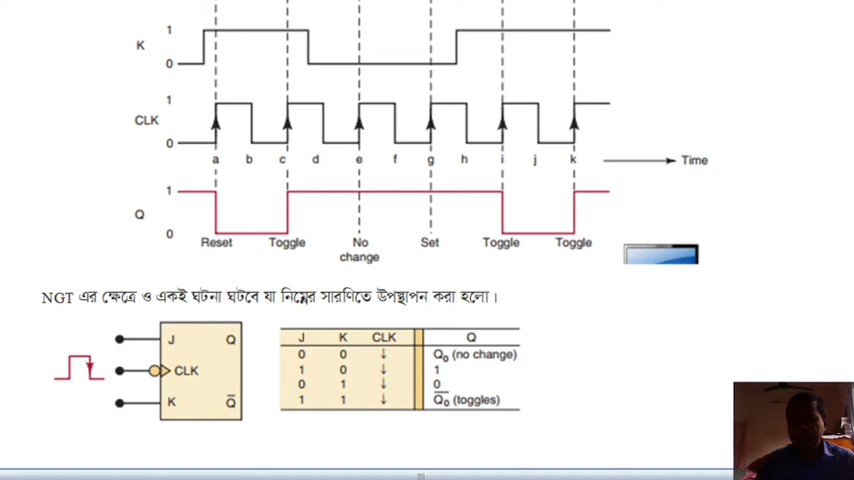 1
K
0
1
CLK
0
a b c d e f g h i j k Time
1
Q
0
Reset Toggle No change Set Toggle Toggle
NGT এর ক্ষেত্রে ও একই ঘটনা ঘটবে যা নিম্নের সারণিতে উপস্থাপন করা হলো।
J Q
CLK
K Q̅
J K CLK Q
0 0 ↓ Q₀ (no change)
1 0 ↓ 1
0 1 ↓ 0
1 1 ↓ Q̅₀ (toggles)